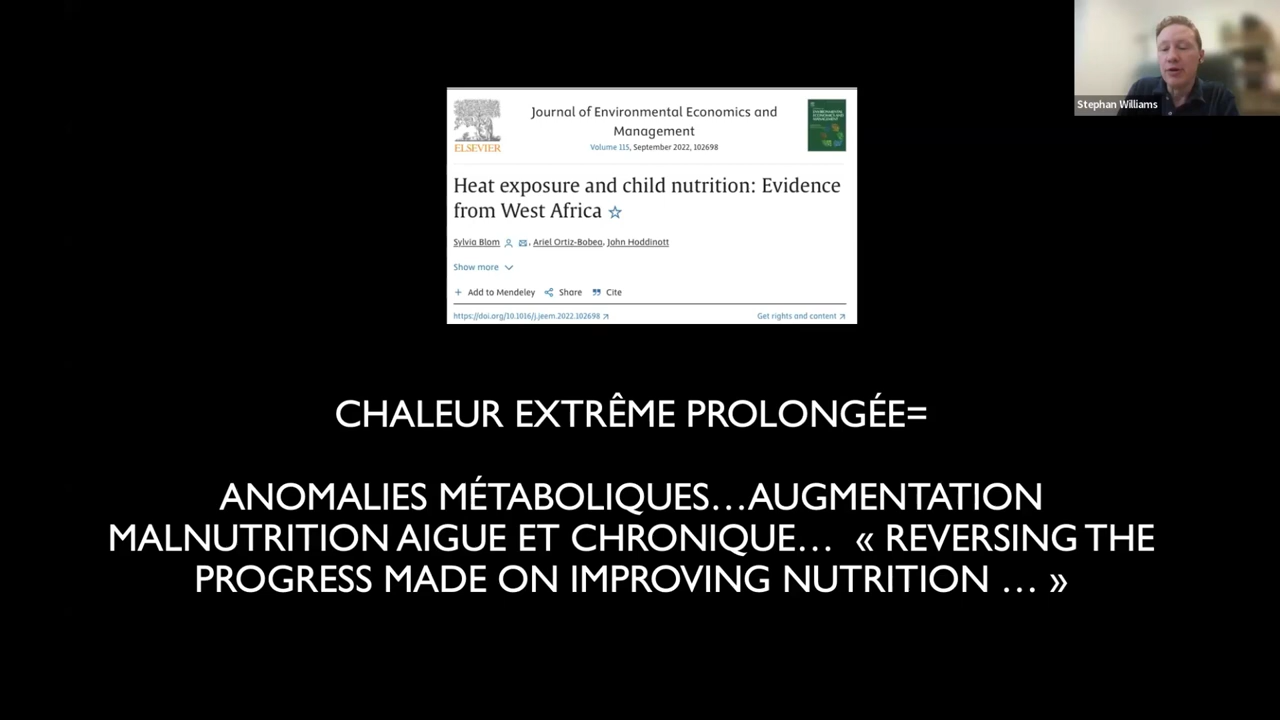 Stephan Williams
ELSEVIER
Journal of Environmental Economics and
Management
Volume 115, September 2022, 102698
Heat exposure and child nutrition: Evidence
from West Africa
Sylvia Blom, Ariel Ortiz-Bobea, John Hoddinott
Show more
+ Add to Mendeley Share Cite
https://doi.org/10.1016/j.jeem.2022.102698
Get rights and content
CHALEUR EXTRÊME PROLONGÉE=
ANOMALIES MÉTABOLIQUES…AUGMENTATION
MALNUTRITION AIGUE ET CHRONIQUE… « REVERSING THE
PROGRESS MADE ON IMPROVING NUTRITION … »